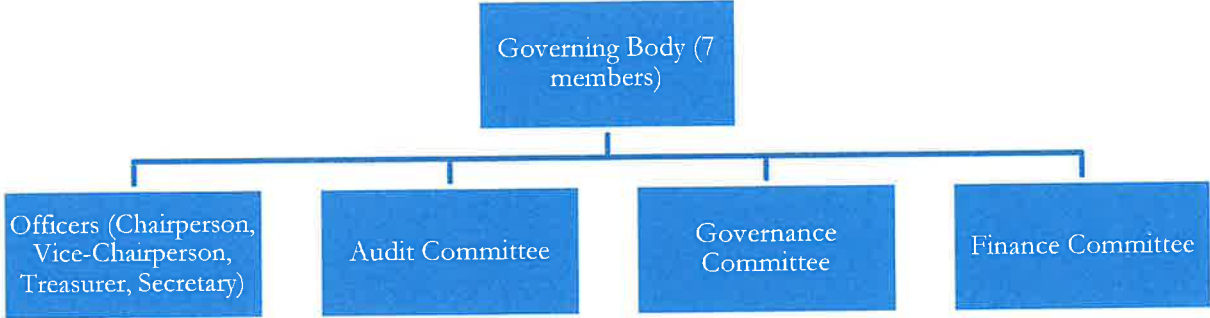 Governing Body (7
members)
Officers (Chairperson,
Vice-Chairperson,
Treasurer, Secretary)
Audit Committee
Governance
Committee
Finance Committee